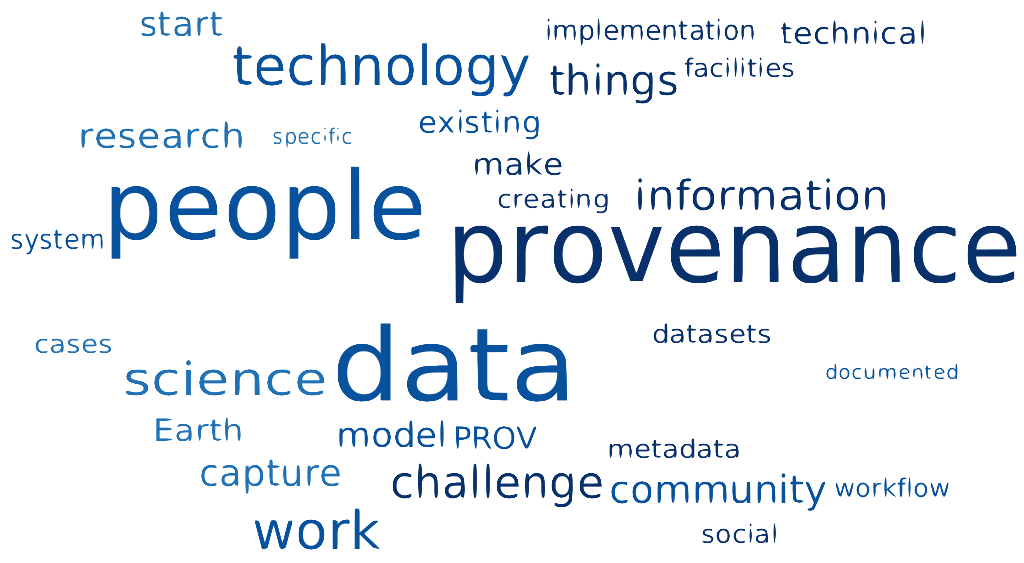 start
implementation
technical
technology
things
facilities
research
specific
existing
make
people
creating
information
system
provenance
cases
data
datasets
science
documented
Earth
model
PROV
metadata
capture
challenge
community
workflow
work
social